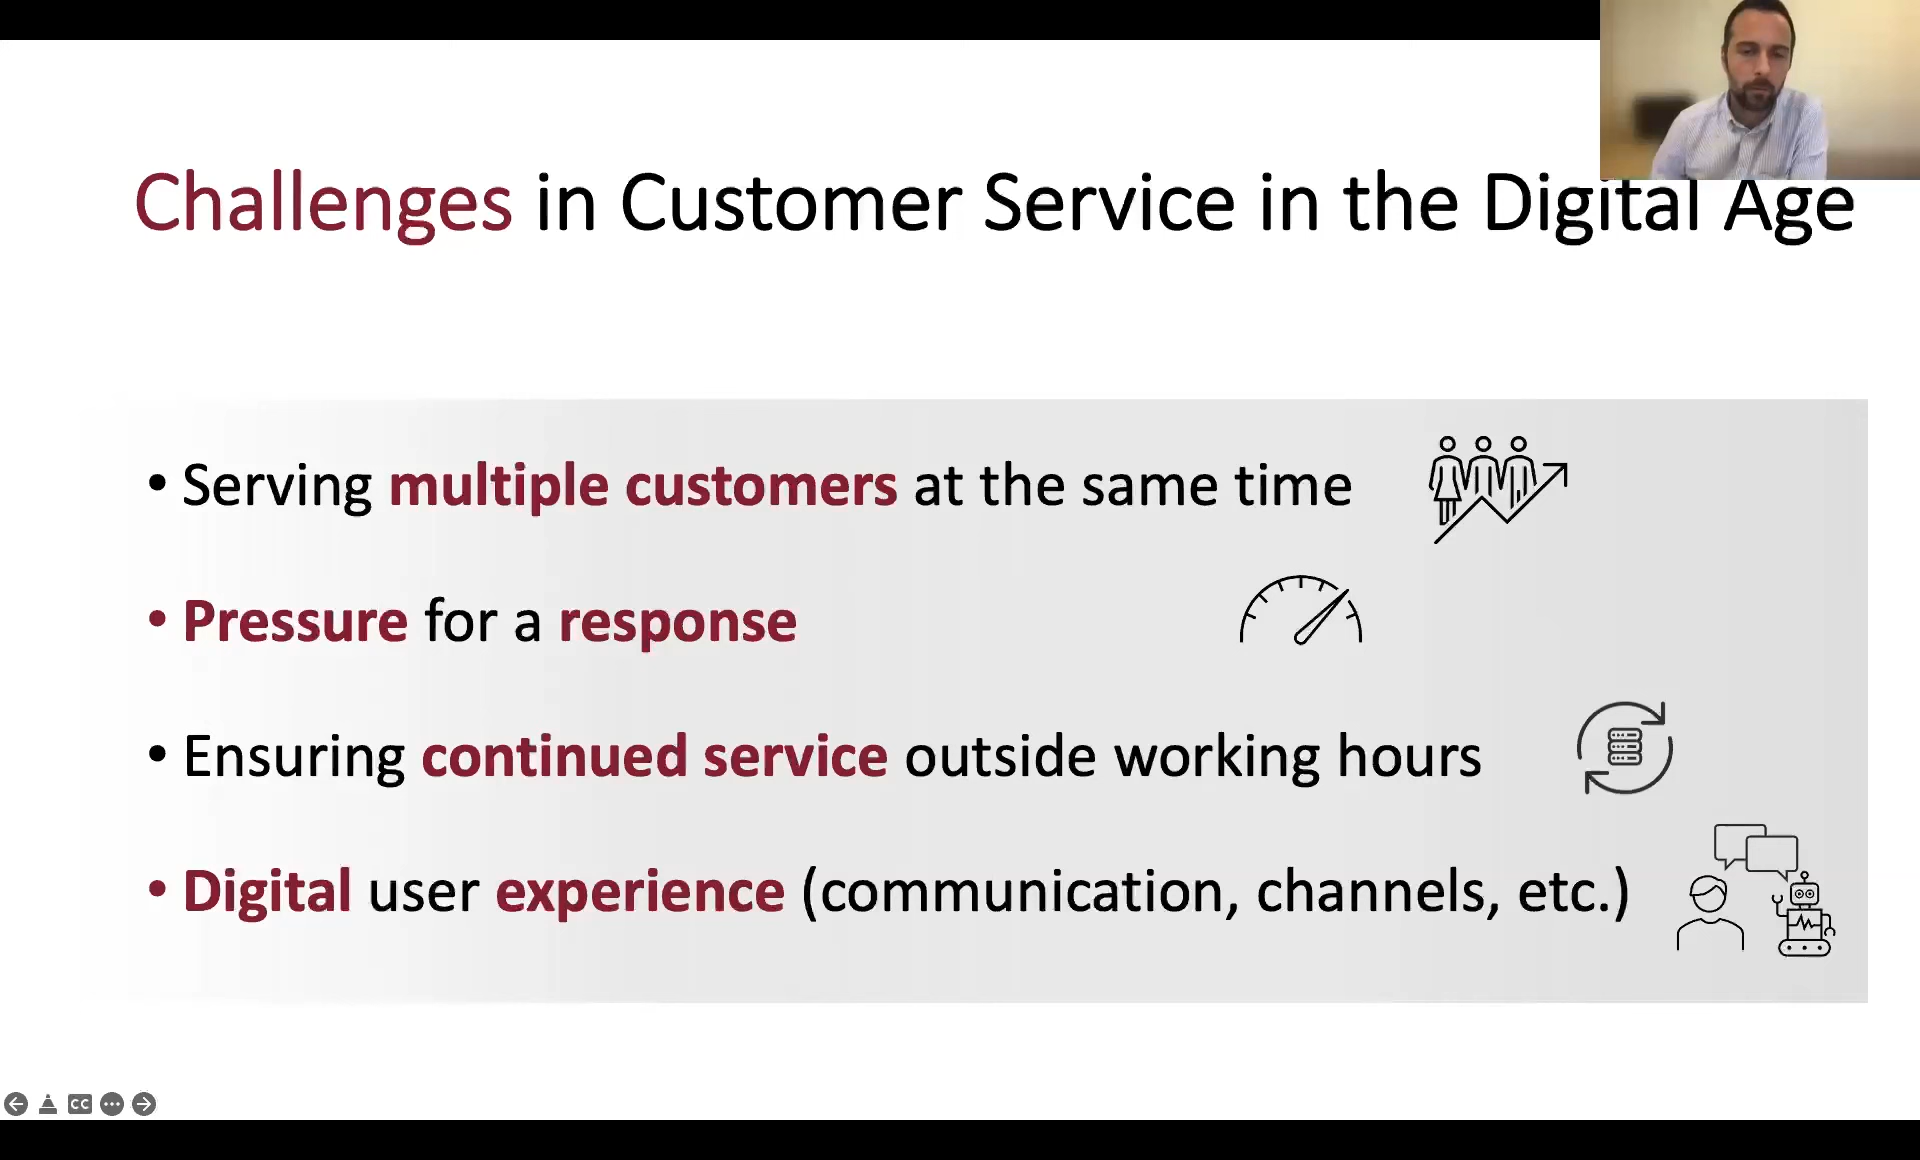 Challenges in Customer Service in the Digital Age
• Serving multiple customers at the same time
• Pressure for a response
• Ensuring continued service outside working hours
• Digital user experience (communication, channels, etc.)
CC